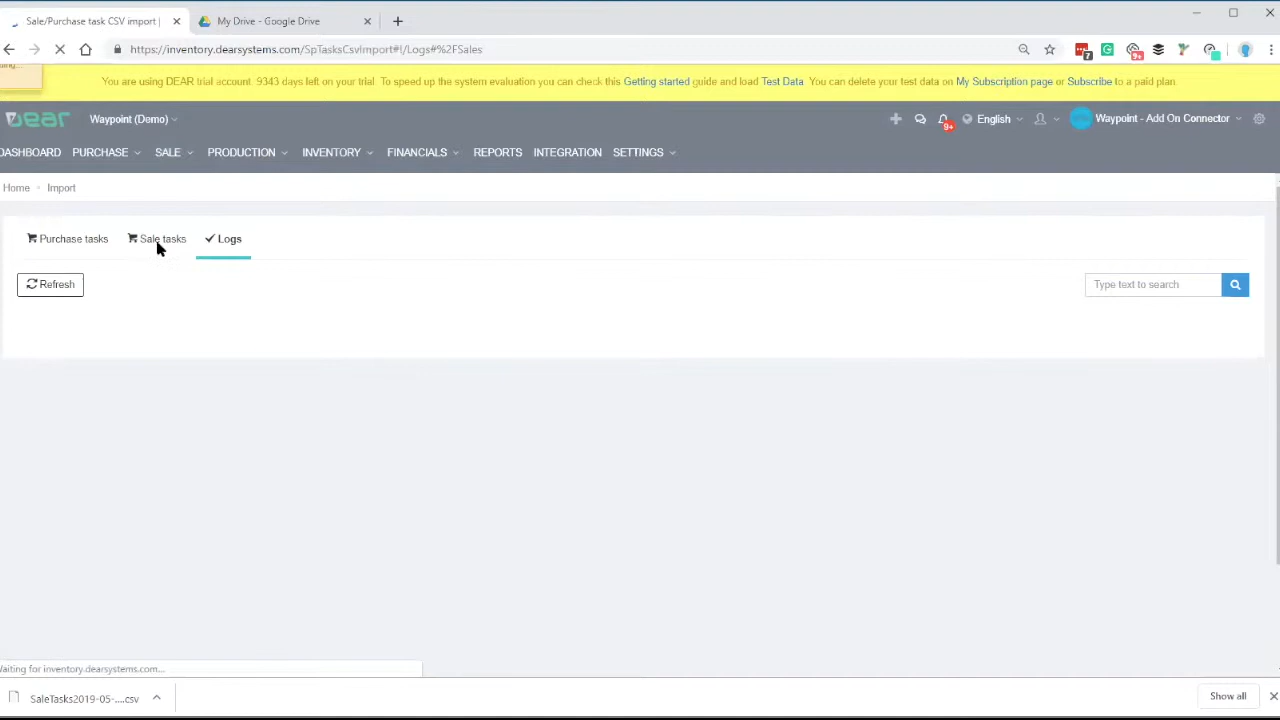 Sale/Purchase task CSV import |
My Drive - Google Drive
https://inventory.dearsystems.com/SpTasksCsvImport#!/Logs#%2FSales
7
9+
You are using DEAR trial account. 9343 days left on your trial. To speed up the system evaluation you can check this Getting started guide and load Test Data. You can delete your test data on My Subscription page or Subscribe to a paid plan.
Dear Waypoint (Demo)
9+
English
Waypoint - Add On Connector
DASHBOARD PURCHASE SALE PRODUCTION INVENTORY FINANCIALS REPORTS INTEGRATION SETTINGS
Home Import
Purchase tasks Sale tasks Logs
Refresh
Type text to search
Waiting for inventory.dearsystems.com...
SaleTasks2019-05-....csv
Show all